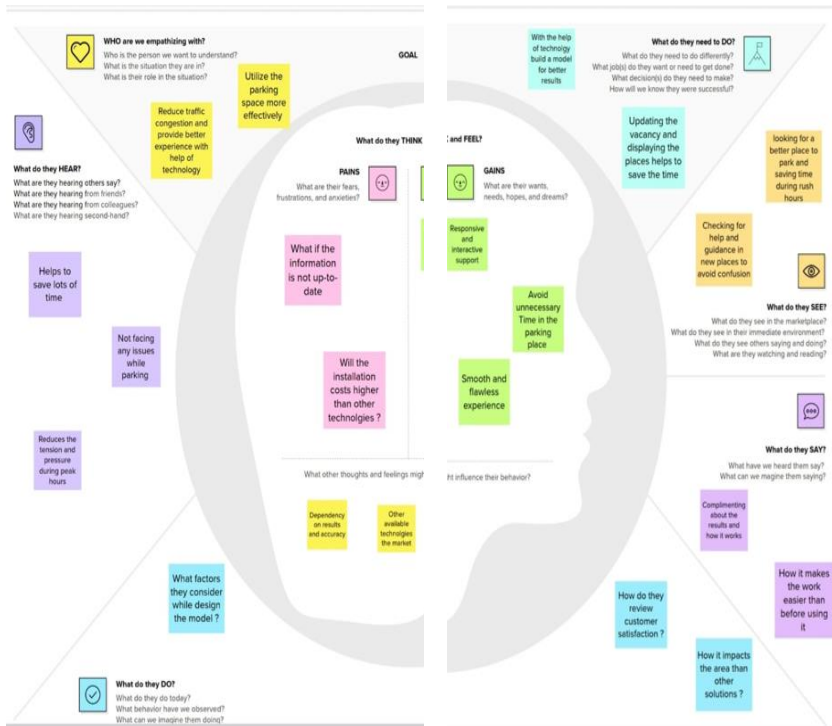 WHO are we empathizing with?
Who is the person we want to understand?
What is the situation they are in?
What is their role in the situation?
GOAL
Utilize the
parking
space more
effectively
Reduce traffic
congestion and
provide better
experience with
help of
technology
With the help
of technoligy
build a model
for better
results
What do they need to DO?
What do they need to do differently?
What job(s) do they want or need to get done?
What decision(s) do they need to make?
How will we know they were successful?
Updating the
vacancy and
displaying the
places helps to
save the time
looking for a
better place to
park and
saving time
during rush
hours
Checking for
help and
guidance in
new places to
avoid confusion
What do they SEE?
What do they see in the marketplace?
What do they see in their immediate environment?
What do they see others saying and doing?
What are they watching and reading?
What do they HEAR?
What are they hearing others say?
What are they hearing from friends?
What are they hearing from colleagues?
What are they hearing second-hand?
Helps to
save lots of
time
Not facing
any issues
while
parking
Reduces the
tension and
pressure
during peak
hours
What do they THINK
and FEEL?
PAINS
What are their fears,
frustrations, and anxieties?
What if the
information
is not up-to-
date
Will the
installation
costs higher
than other
technolgies ?
GAINS
What are their wants,
needs, hopes, and dreams?
Responsive
and
interactive
support
Avoid
unnecessary
Time in the
parking
place
Smooth and
flawless
experience
What other thoughts and feelings migh
ht influence their behavior?
Dependency
on results
and accuracy
Other
available
technolgies
the market
What do they SAY?
What have we heard them say?
What can we magine them saying?
Complimenting
about the
results and
how it works
How it makes
the work
easier than
before using
it
What factors
they consider
while design
the model ?
How do they
review
customer
satisfaction ?
How it impacts
the area than
other
solutions ?
What do they DO?
What do they do today?
What behavior have we observed?
What can we imagine them doing?